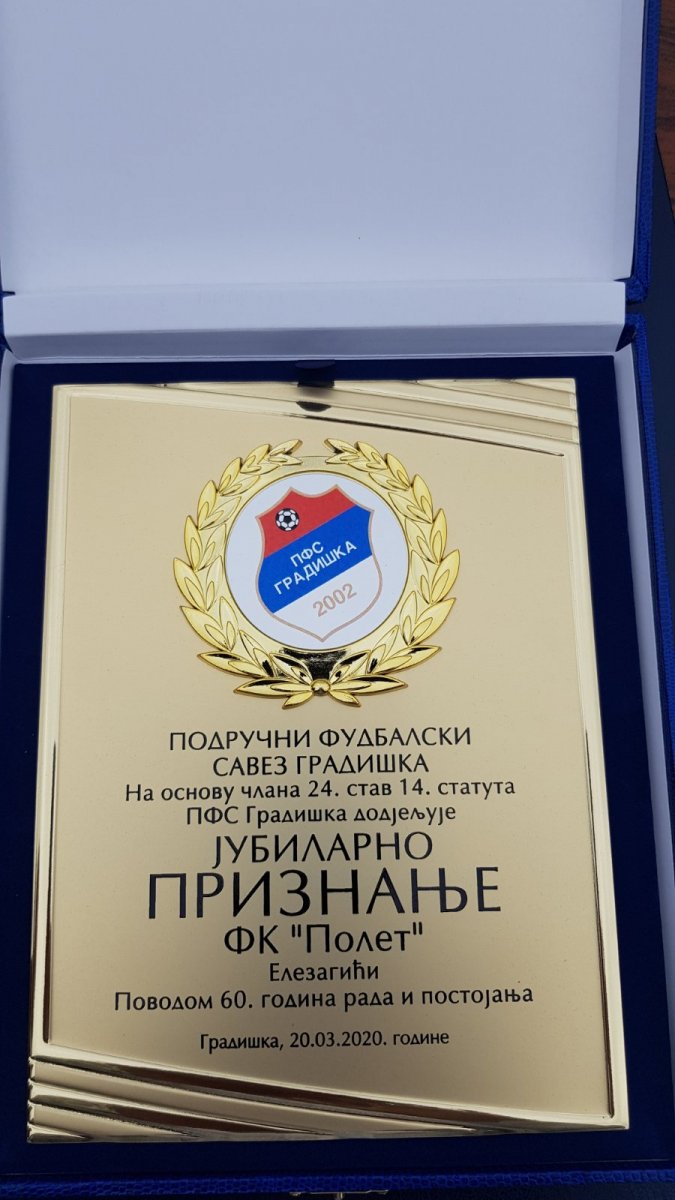 ПФС
ГРАДИШКА
2002
ПОДРУЧНИ ФУДБАЛСКИ
САВЕЗ ГРАДИШКА
На основу члана 24. став 14. статута
ПФС Градишка додјељује
ЈУБИЛАРНО
ПРИЗНАЊЕ
ФК "Полет"
Елезагићи
Поводом 60. година рада и постојања
Градишка, 20.03.2020. године